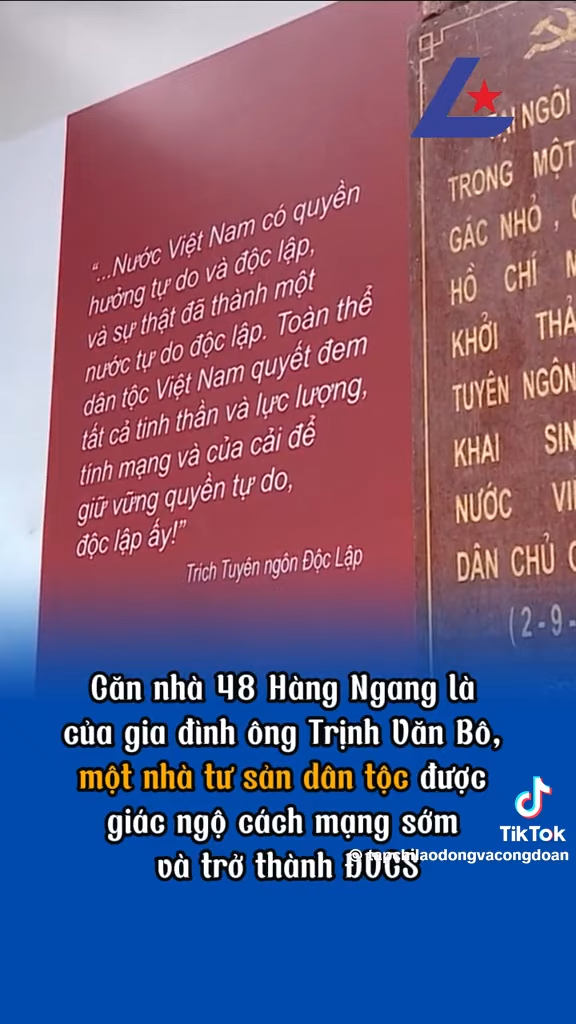 “...Nước Việt Nam có quyền
hưởng tự do và độc lập,
và sự thật đã thành một
nước tự do độc lập. Toàn thể
dân tộc Việt Nam quyết đem
tất cả tinh thần và lực lượng,
tính mạng và của cải để
giữ vững quyền tự do,
độc lập ấy!”
Trích Tuyên ngôn Độc Lập
TẠI NGÔI
TRONG MỘT
GÁC NHỎ ,
HỒ CHÍ
KHỞI
TUYÊN NGÔN
KHAI
NƯỚC
DÂN CHỦ
(2-9-
Căn nhà 48 Hàng Ngang là
của gia đình ông Trịnh Văn Bô,
một nhà tư sản dân tộc được
giác ngộ cách mạng sớm
và trở thành ĐVCS
TikTok
@tapchilaodongvacongdoan